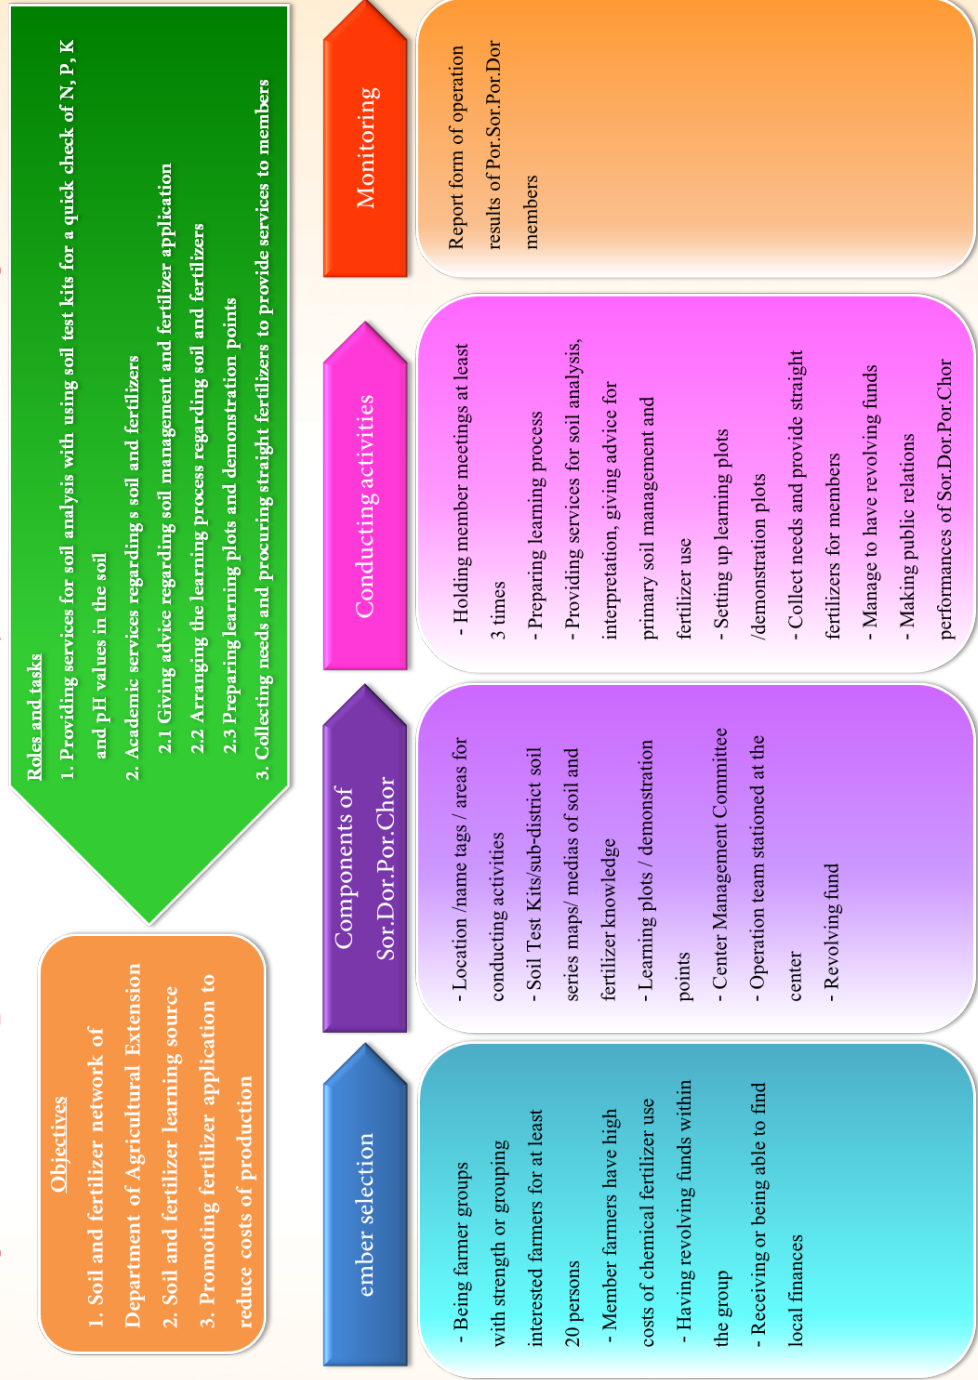 Objectives
1. Soil and fertilizer network of
Department of Agricultural Extension
2. Soil and fertilizer learning source
3. Promoting fertilizer application to
reduce costs of production
Roles and tasks
1. Providing services for soil analysis with using soil test kits for a quick check of N, P, K
and pH values in the soil
2. Academic services regarding s soil and fertilizers
2.1 Giving advice regarding soil management and fertilizer application
2.2 Arranging the learning process regarding soil and fertilizers
2.3 Preparing learning plots and demonstration points
3. Collecting needs and procuring straight fertilizers to provide services to members
ember selection
- Being farmer groups
with strength or grouping
interested farmers for at least
20 persons
- Member farmers have high
costs of chemical fertilizer use
- Having revolving funds within
the group
- Receiving or being able to find
local finances
Components of
Sor.Dor.Por.Chor
- Location /name tags / areas for
conducting activities
- Soil Test Kits/sub-district soil
series maps/ medias of soil and
fertilizer knowledge
- Learning plots / demonstration
points
- Center Management Committee
- Operation team stationed at the
center
- Revolving fund
Conducting activities
- Holding member meetings at least
3 times
- Preparing learning process
- Providing services for soil analysis,
interpretation, giving advice for
primary soil management and
fertilizer use
- Setting up learning plots
/demonstration plots
- Collect needs and provide straight
fertilizers for members
- Manage to have revolving funds
- Making public relations
performances of Sor.Dor.Por.Chor
Monitoring
Report form of operation
results of Por.Sor.Por.Dor
members